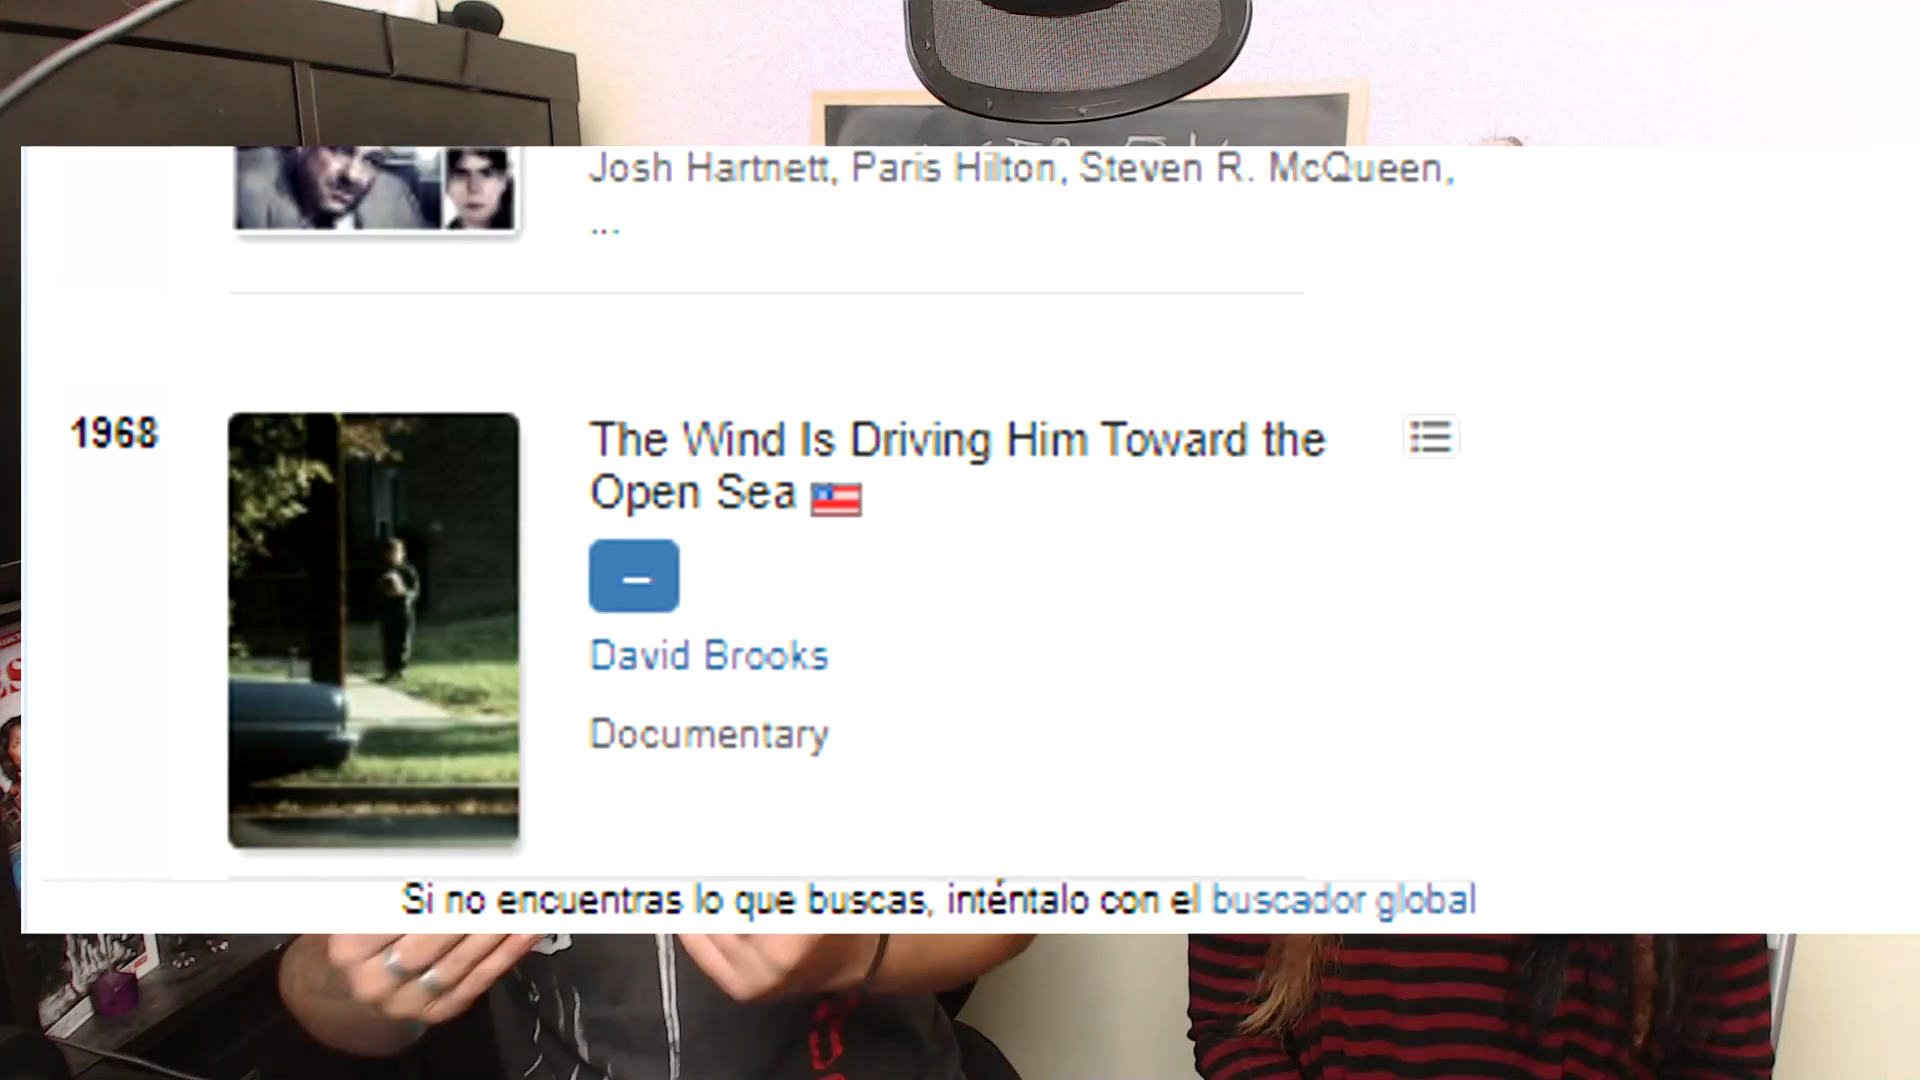 Josh Hartnett, Paris Hilton, Steven R. McQueen,
...
1968
The Wind Is Driving Him Toward the
Open Sea
–
David Brooks
Documentary
Si no encuentras lo que buscas, inténtalo con el buscador global